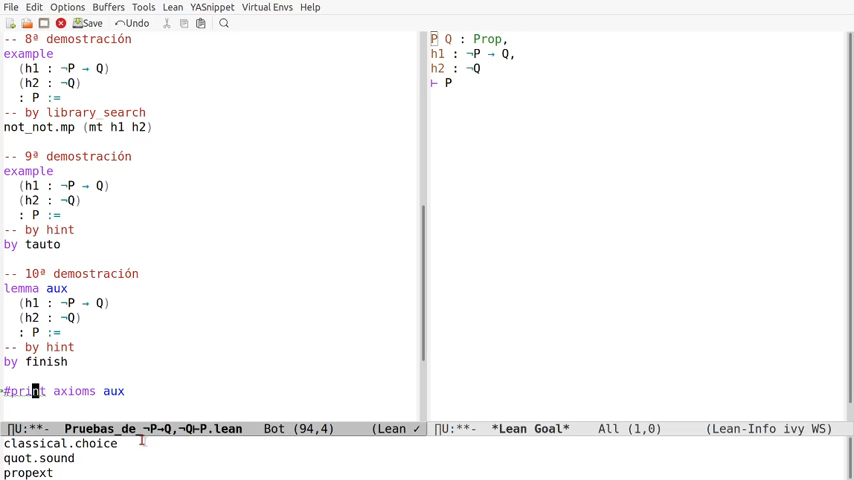 File Edit Options Buffers Tools Lean YASnippet Virtual Envs Help
Save Undo
-- 8ª demostración
example
(h1 : ¬P → Q)
(h2 : ¬Q)
: P :=
-- by library_search
not_not.mp (mt h1 h2)
-- 9ª demostración
example
(h1 : ¬P → Q)
(h2 : ¬Q)
: P :=
-- by hint
by tauto
-- 10ª demostración
lemma aux
(h1 : ¬P → Q)
(h2 : ¬Q)
: P :=
-- by hint
by finish
#print axioms aux
P Q : Prop,
h1 : ¬P → Q,
h2 : ¬Q
⊢ P
∏U:**- Pruebas_de_¬P→Q,¬Q⊢P.lean Bot (94,4) (Lean ✓
∏U:**- *Lean Goal* All (1,0) (Lean-Info ivy WS)
classical.choice
quot.sound
propext